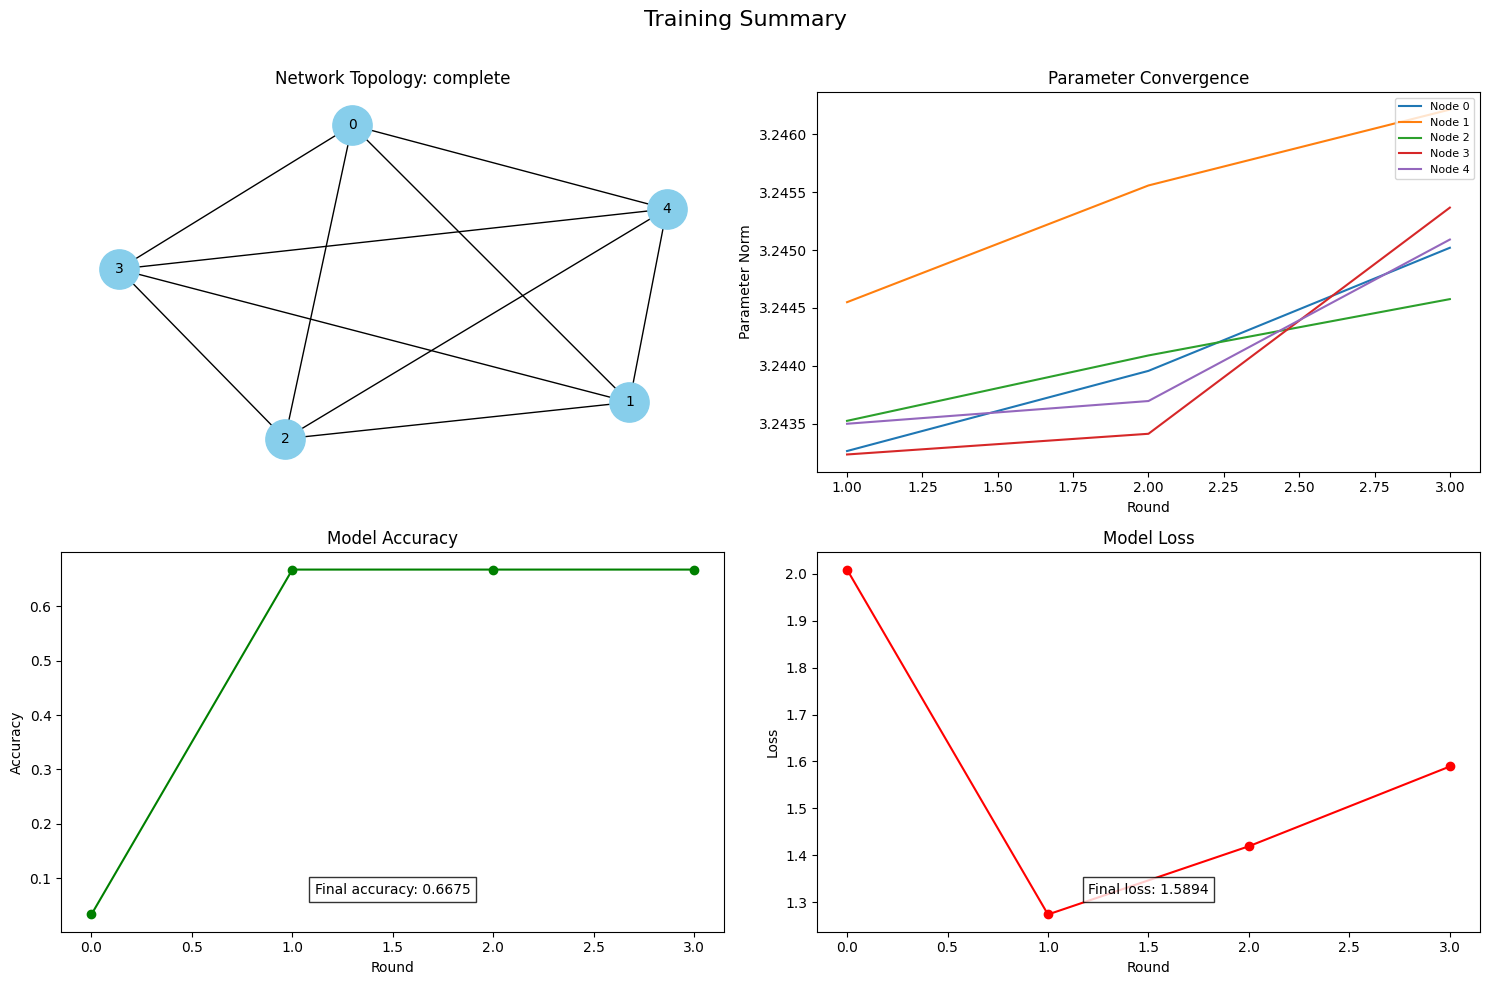 Training Summary
Network Topology: complete
0
4
3
1
2
Parameter Convergence
Parameter Norm
3.2460
3.2455
3.2450
3.2445
3.2440
3.2435
Node 0
Node 1
Node 2
Node 3
Node 4
1.00 1.25 1.50 1.75 2.00 2.25 2.50 2.75 3.00
Round
Model Accuracy
Accuracy
0.6
0.5
0.4
0.3
0.2
0.1
Final accuracy: 0.6675
0.0 0.5 1.0 1.5 2.0 2.5 3.0
Round
Model Loss
Loss
2.0
1.9
1.8
1.7
1.6
1.5
1.4
1.3
Final loss: 1.5894
0.0 0.5 1.0 1.5 2.0 2.5 3.0
Round